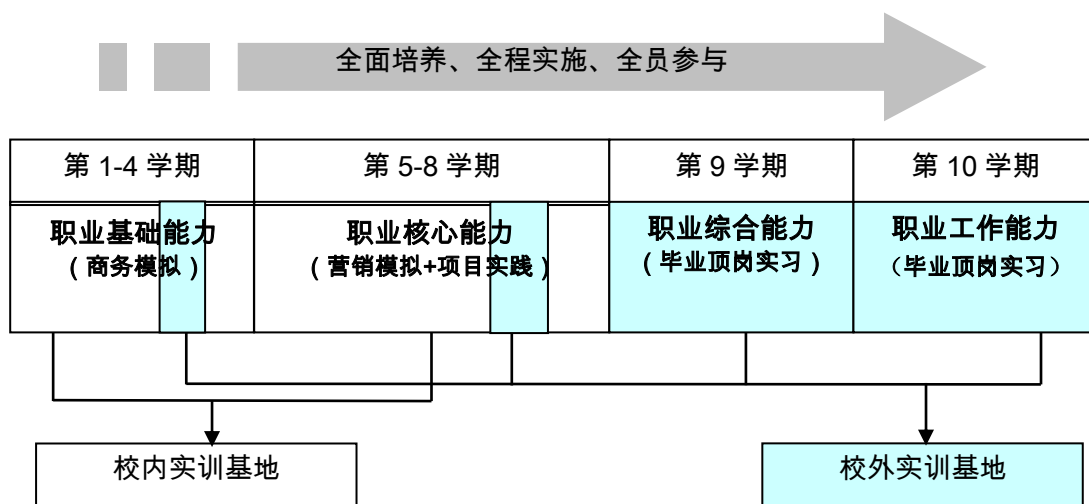 全面培养、全程实施、全员参与
第 1-4 学期
第 5-8 学期
第 9 学期
第 10 学期
职业基础能力
（商务模拟）
职业核心能力
（营销模拟+项目实践）
职业综合能力
（毕业顶岗实习）
职业工作能力
（毕业顶岗实习）
校内实训基地
校外实训基地